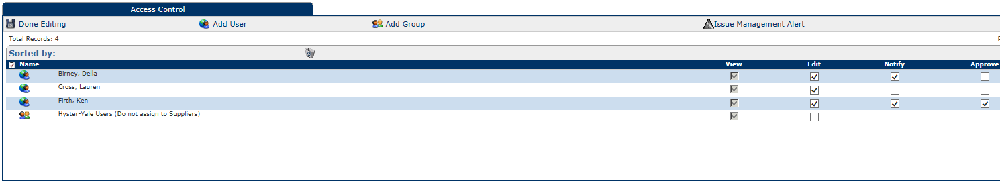 Access Control
Done Editing Add User Add Group Issue Management Alert
Total Records: 4
Sorted by:
Name View Edit Notify Approve
Birney, Della
Cross, Lauren
Firth, Ken
Hyster-Yale Users (Do not assign to Suppliers)